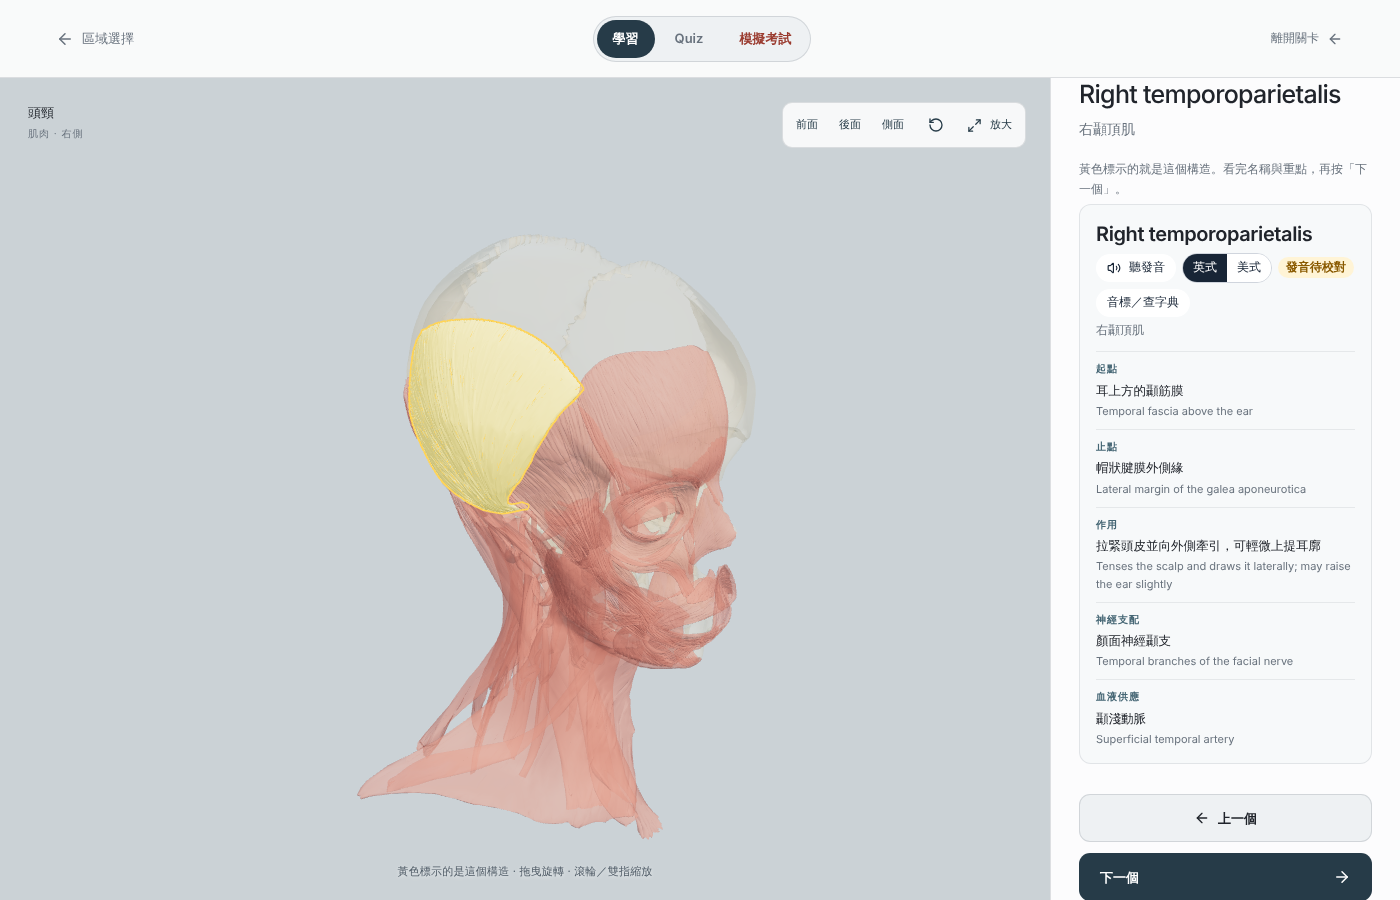 區域選擇
學習
Quiz
模擬考試
離開關卡
頭頸
肌肉 · 右側
前面
後面
側面
放大
黃色標示的是這個構造 · 拖曳旋轉 · 滾輪／雙指縮放
Right temporoparietalis
右顳頂肌
黃色標示的就是這個構造。看完名稱與重點，再按「下
一個」。
Right temporoparietalis
聽發音
英式
美式
發音待校對
音標／查字典
右顳頂肌
起點
耳上方的顳筋膜
Temporal fascia above the ear
止點
帽狀腱膜外側緣
Lateral margin of the galea aponeurotica
作用
拉緊頭皮並向外側牽引，可輕微上提耳廓
Tenses the scalp and draws it laterally; may raise
the ear slightly
神經支配
顏面神經顳支
Temporal branches of the facial nerve
血液供應
顳淺動脈
Superficial temporal artery
上一個
下一個